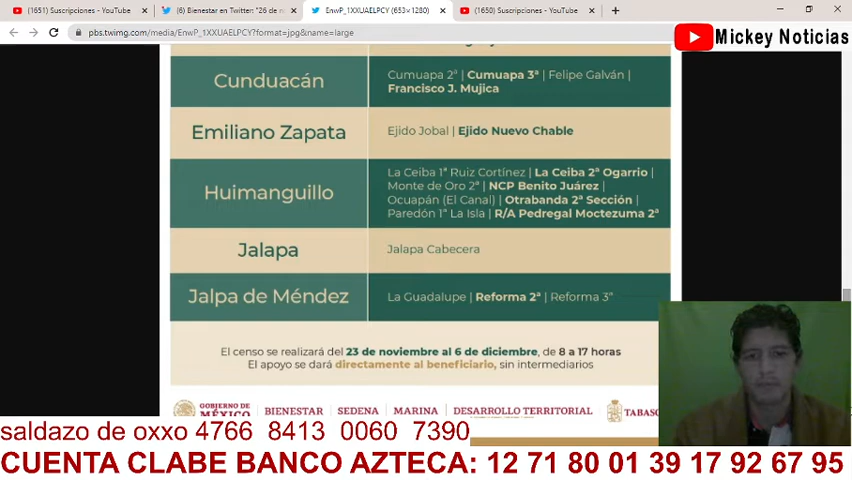 (1651) Suscripciones - YouTube
(6) Bienestar en Twitter: "26 de n
EnwP_1XXUAELPCY (653×1280)
(1650) Suscripciones - YouTube
pbs.twimg.com/media/EnwP_1XXUAELPCY?format=jpg&name=large
Mickey Noticias
Cunduacán
Cumuapa 2ª | Cumuapa 3ª | Felipe Galván |
Francisco J. Mujica
Emiliano Zapata
Ejido Jobal | Ejido Nuevo Chable
Huimanguillo
La Ceiba 1ª Ruiz Cortínez | La Ceiba 2ª Ogarrio |
Monte de Oro 2ª | NCP Benito Juárez |
Ocuapán (El Canal) | Otrabanda 2ª Sección |
Paredón 1ª La Isla | R/A Pedregal Moctezuma 2ª
Jalapa
Jalapa Cabecera
Jalpa de Méndez
La Guadalupe | Reforma 2ª | Reforma 3ª
El censo se realizará del 23 de noviembre al 6 de diciembre, de 8 a 17 horas
El apoyo se dará directamente al beneficiario, sin intermediarios
GOBIERNO DE
MÉXICO
BIENESTAR
SEDENA
MARINA
DESARROLLO TERRITORIAL
TABASC
saldazo de oxxo 4766 8413 0060 7390
CUENTA CLABE BANCO AZTECA: 12 71 80 01 39 17 92 67 95